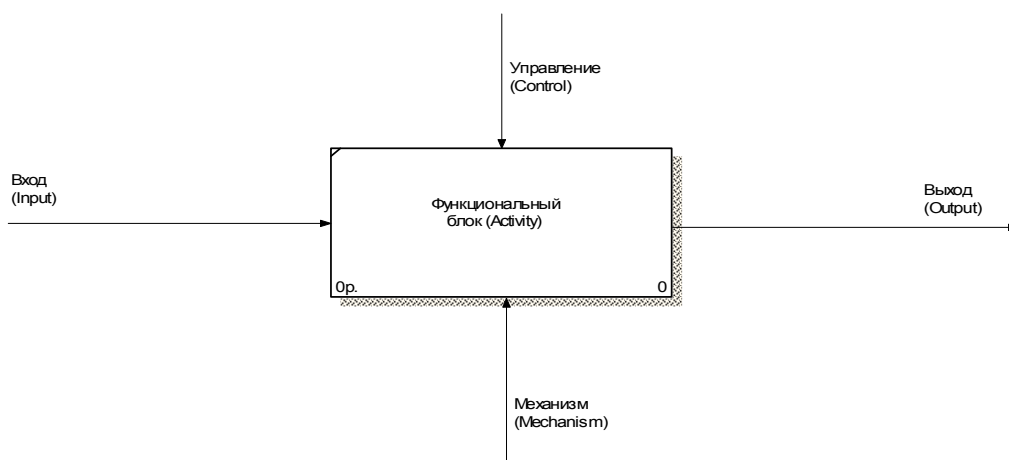 Управление
(Control)
Вход
(Input)
Функциональный
блок (Activity)
Выход
(Output)
0р.
0
Механизм
(Mechanism)